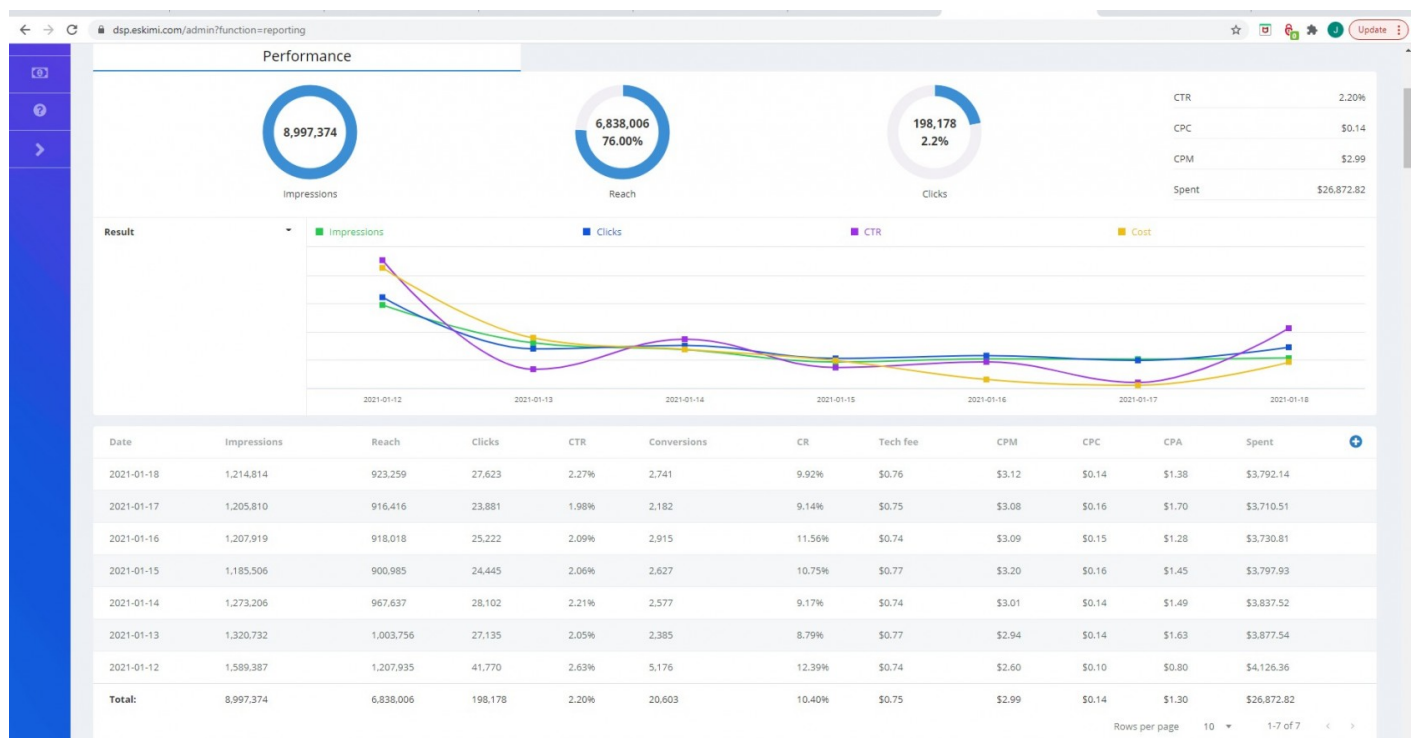 dsp.eskimi.com/admin?function=reporting
Update
Performance
8,997,374
Impressions
6,838,006
76.00%
Reach
198,178
2.2%
Clicks
CTR 2.20%
CPC $0.14
CPM $2.99
Spent $26,872.82
Result Impressions Clicks CTR Cost
2021-01-12 2021-01-13 2021-01-14 2021-01-15 2021-01-16 2021-01-17 2021-01-18
Date Impressions Reach Clicks CTR Conversions CR Tech fee CPM CPC CPA Spent
2021-01-18 1,214,814 923,259 27,623 2.27% 2,741 9.92% $0.76 $3.12 $0.14 $1.38 $3,792.14
2021-01-17 1,205,810 916,416 23,881 1.98% 2,182 9.14% $0.75 $3.08 $0.16 $1.70 $3,710.51
2021-01-16 1,207,919 918,018 25,222 2.09% 2,915 11.56% $0.74 $3.09 $0.15 $1.28 $3,730.81
2021-01-15 1,185,506 900,985 24,445 2.06% 2,627 10.75% $0.77 $3.20 $0.16 $1.45 $3,797.93
2021-01-14 1,273,206 967,637 28,102 2.21% 2,577 9.17% $0.74 $3.01 $0.14 $1.49 $3,837.52
2021-01-13 1,320,732 1,003,756 27,135 2.05% 2,385 8.79% $0.77 $2.94 $0.14 $1.63 $3,877.54
2021-01-12 1,589,387 1,207,935 41,770 2.63% 5,176 12.39% $0.74 $2.60 $0.10 $0.80 $4,126.36
Total: 8,997,374 6,838,006 198,178 2.20% 20,603 10.40% $0.75 $2.99 $0.14 $1.30 $26,872.82
Rows per page 10 1-7 of 7